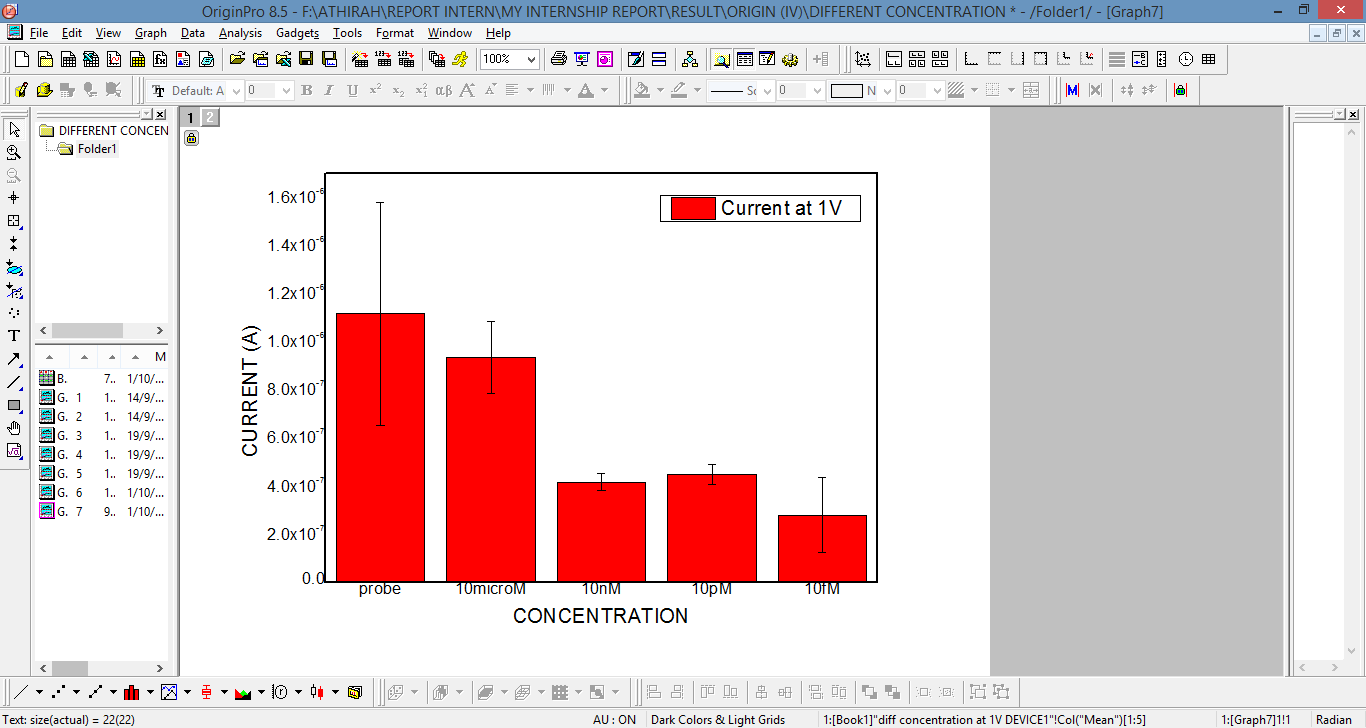 OriginPro 8.5 - F:\ATHIRAH\REPORT INTERN\MY INTERNSHIP REPORT\RESULT\ORIGIN (IV)\DIFFERENT CONCENTRATION * - /Folder1/ - [Graph7]
File Edit View Graph Data Analysis Gadgets Tools Format Window Help
100%
Default: A 0 B I U x² x₂ x²₁ αβ A A A 0 N 0
DIFFERENT CONCEN
Folder1
M
B. 7.. 1/10/...
G. 1 1.. 14/9/...
G. 2 1.. 14/9/...
G. 3 1.. 19/9/...
G. 4 1.. 19/9/...
G. 5 1.. 19/9/...
G. 6 1.. 1/10/...
G. 7 9.. 1/10/...
1 2
Current at 1V
1.6x10⁻⁶
1.4x10⁻⁶
1.2x10⁻⁶
1.0x10⁻⁶
8.0x10⁻⁷
6.0x10⁻⁷
4.0x10⁻⁷
2.0x10⁻⁷
0.0
CURRENT (A)
probe 10microM 10nM 10pM 10fM
CONCENTRATION
Text: size(actual) = 22(22) AU : ON Dark Colors & Light Grids 1:[Book1]"diff concentration at 1V DEVICE1"!Col("Mean")[1:5] 1:[Graph7]1!1 Radian